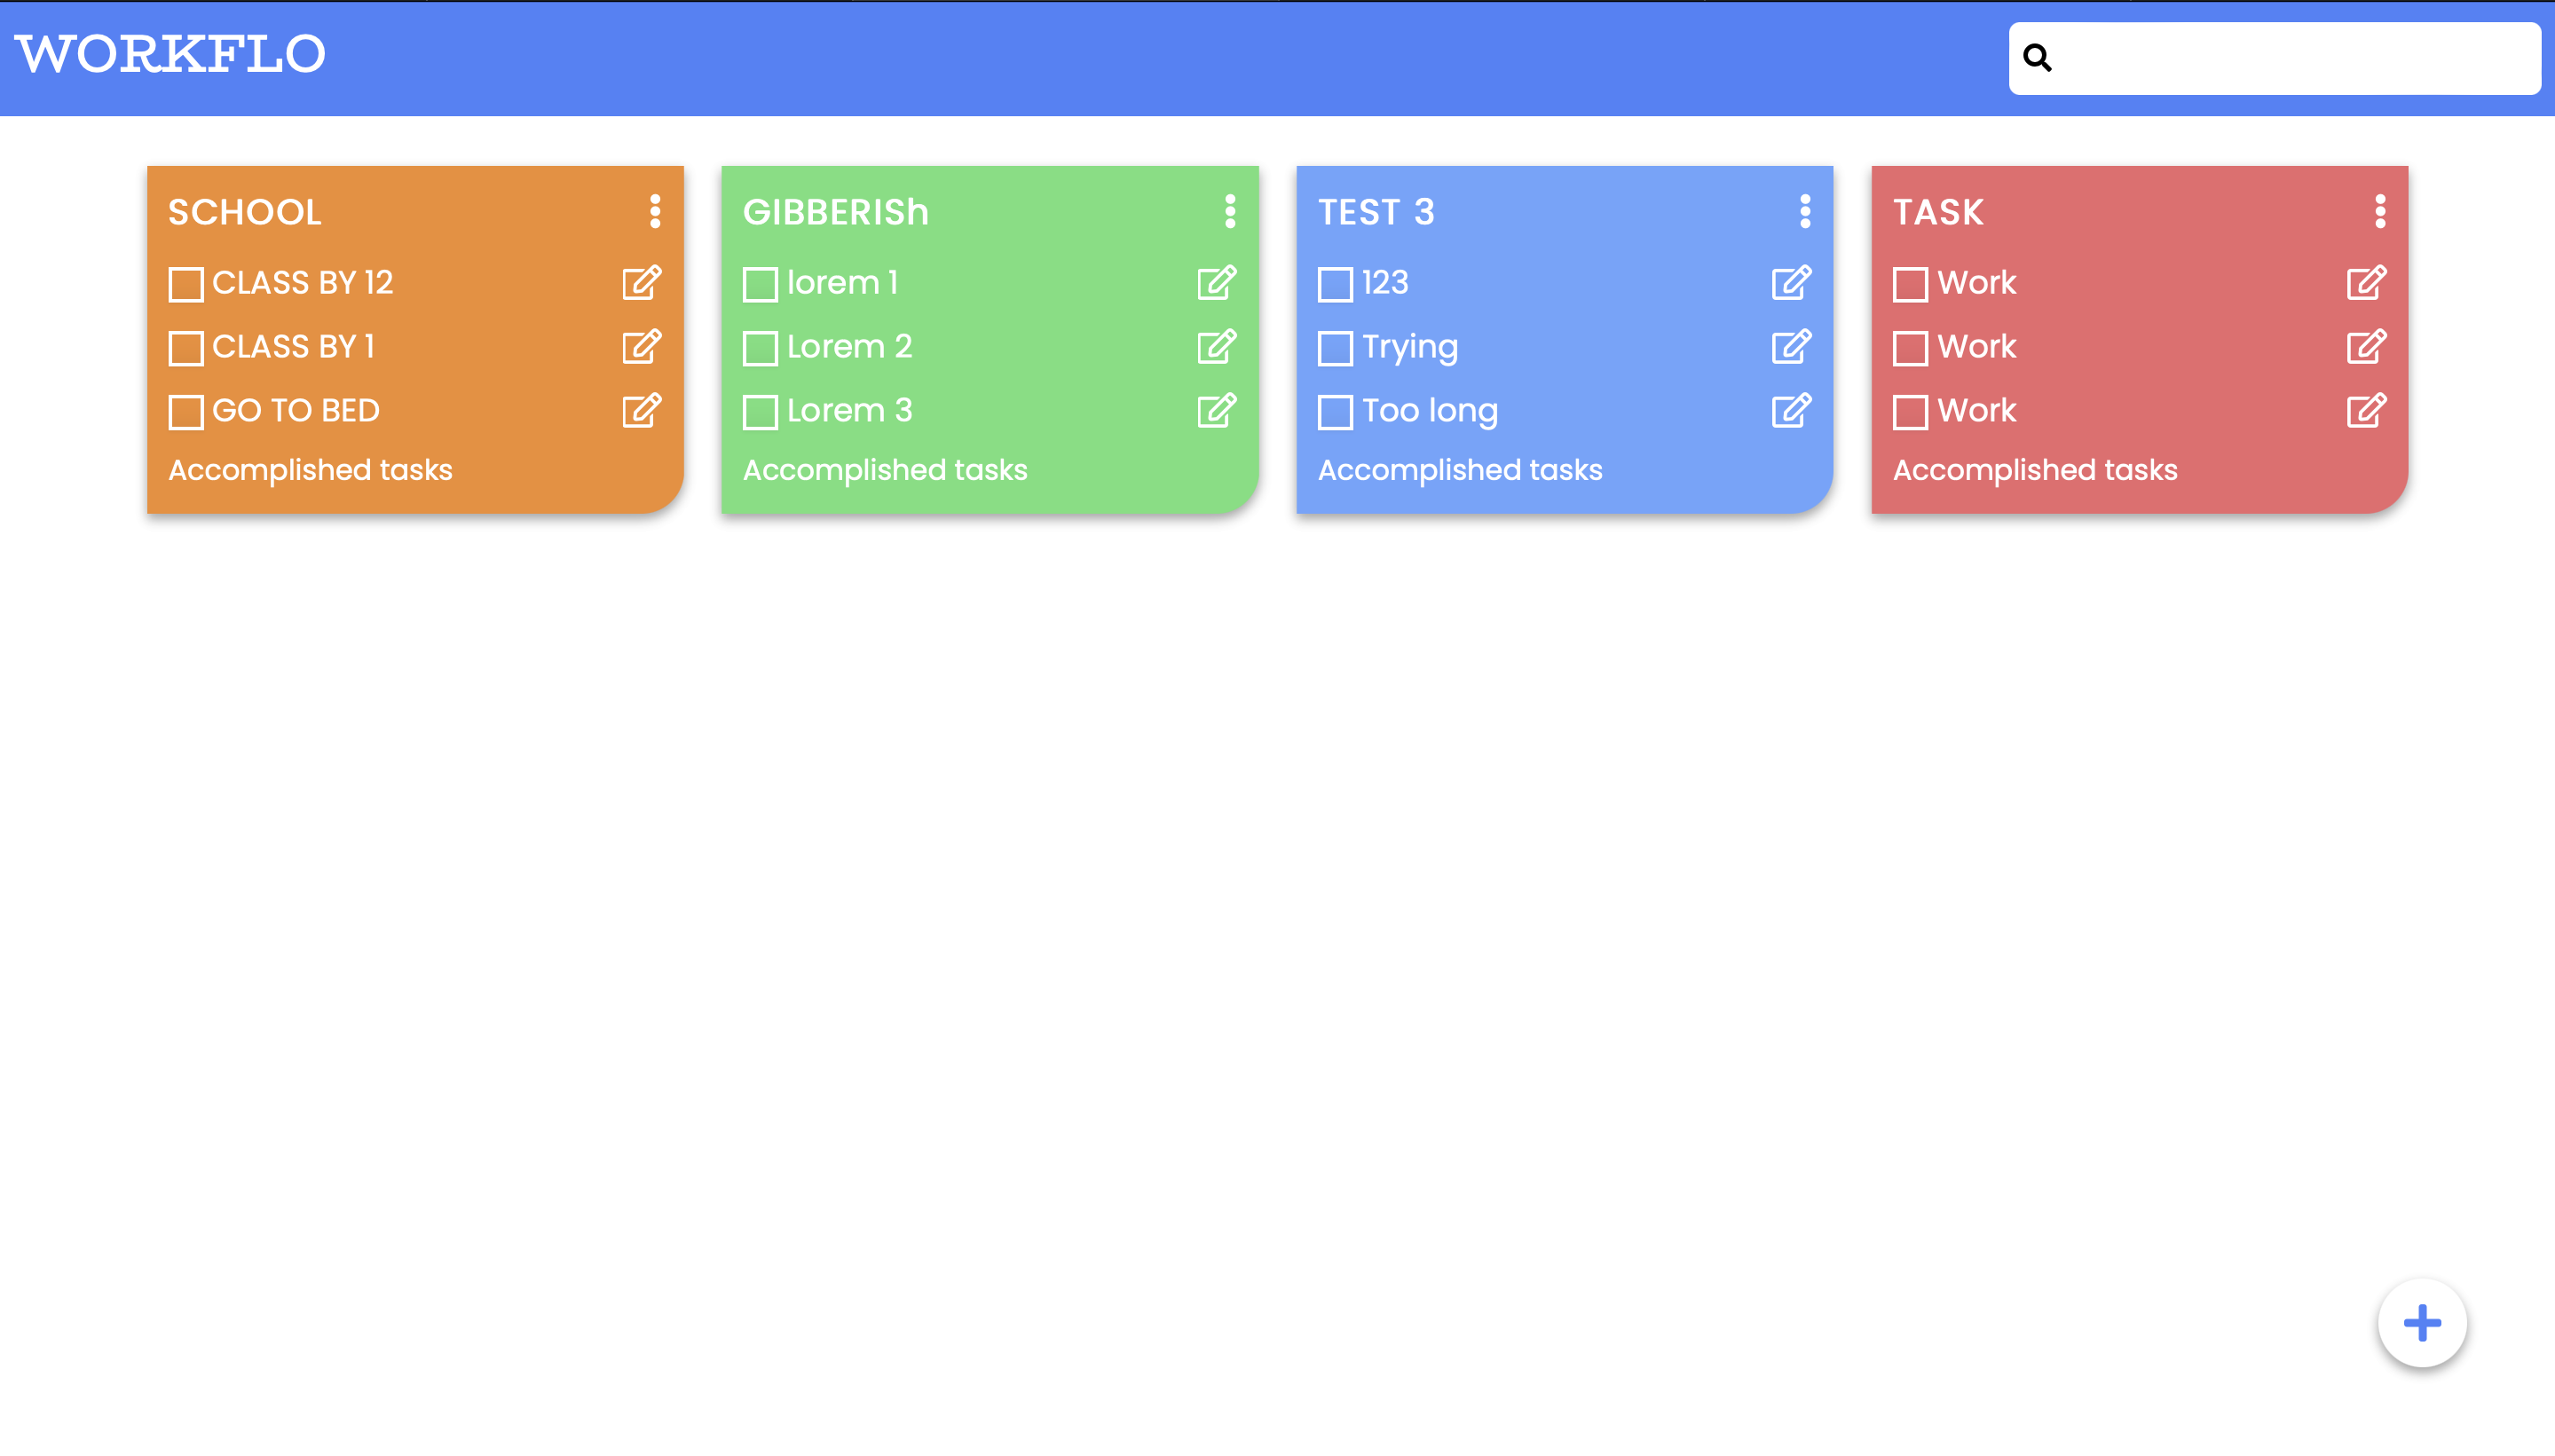 WORKFLO
SCHOOL
CLASS BY 12
CLASS BY 1
GO TO BED
Accomplished tasks
GIBBERISh
lorem 1
Lorem 2
Lorem 3
Accomplished tasks
TEST 3
123
Trying
Too long
Accomplished tasks
TASK
Work
Work
Work
Accomplished tasks